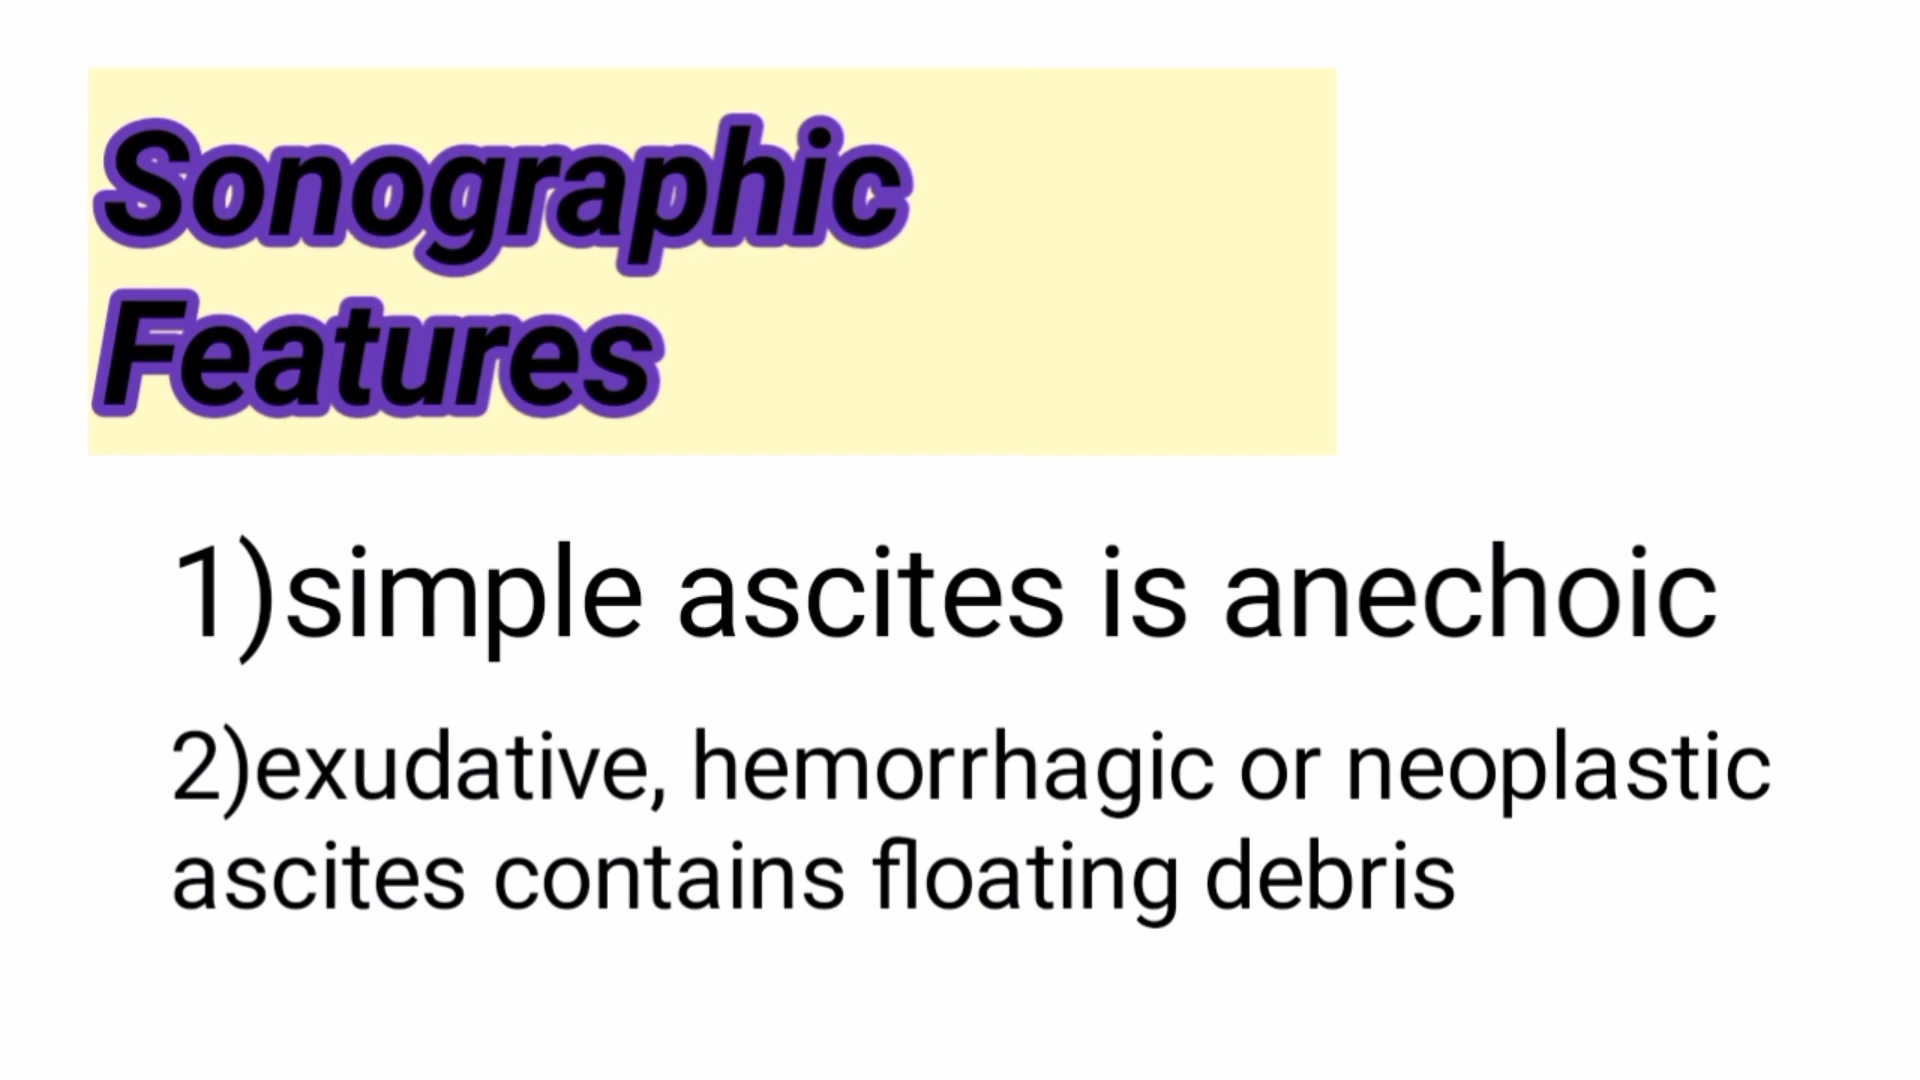 Sonographic
Features
1)simple ascites is anechoic
2)exudative, hemorrhagic or neoplastic
ascites contains floating debris